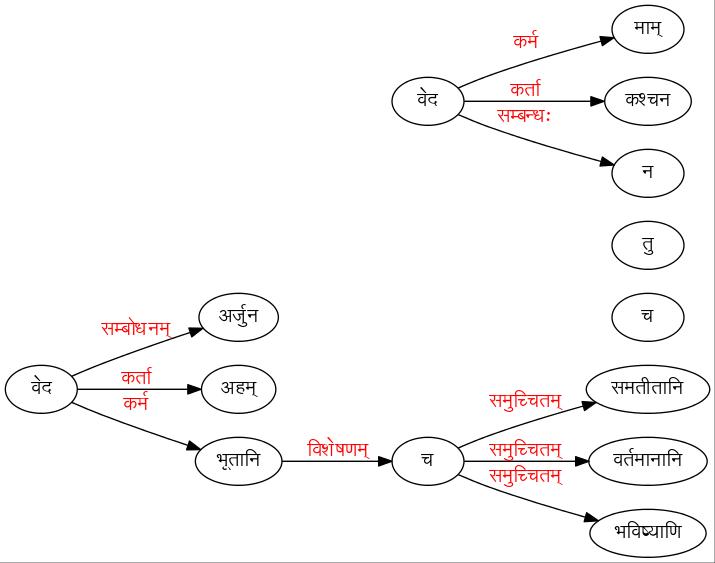 माम्
कर्म
वेद
कर्ता
कश्चन
सम्बन्धः
न
तु
अर्जुन
च
सम्बोधनम्
वेद
कर्ता
अहम्
समतीतानि
कर्म
समुच्चितम्
भूतानि
विशेषणम्
च
समुच्चितम्
वर्तमानानि
समुच्चितम्
भविष्याणि